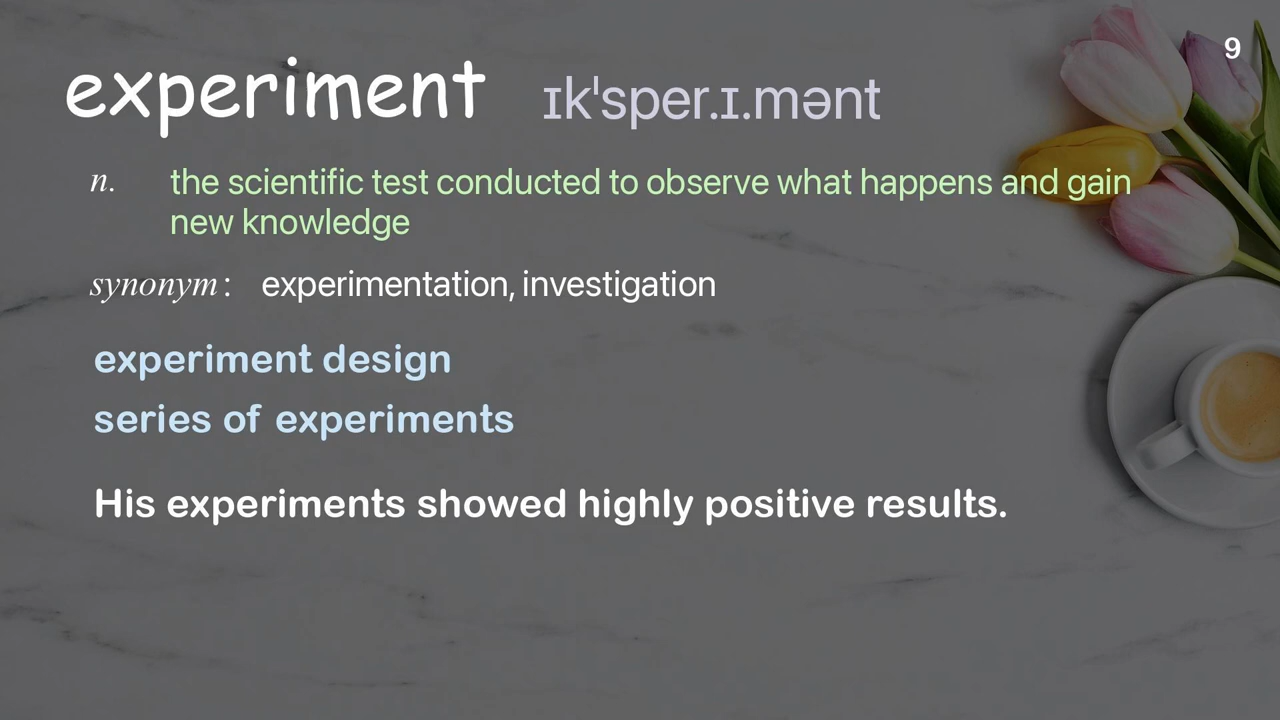 9
experiment ɪkˈsper.ɪ.mənt
n. the scientific test conducted to observe what happens and gain
new knowledge
synonym : experimentation, investigation
experiment design
series of experiments
His experiments showed highly positive results.